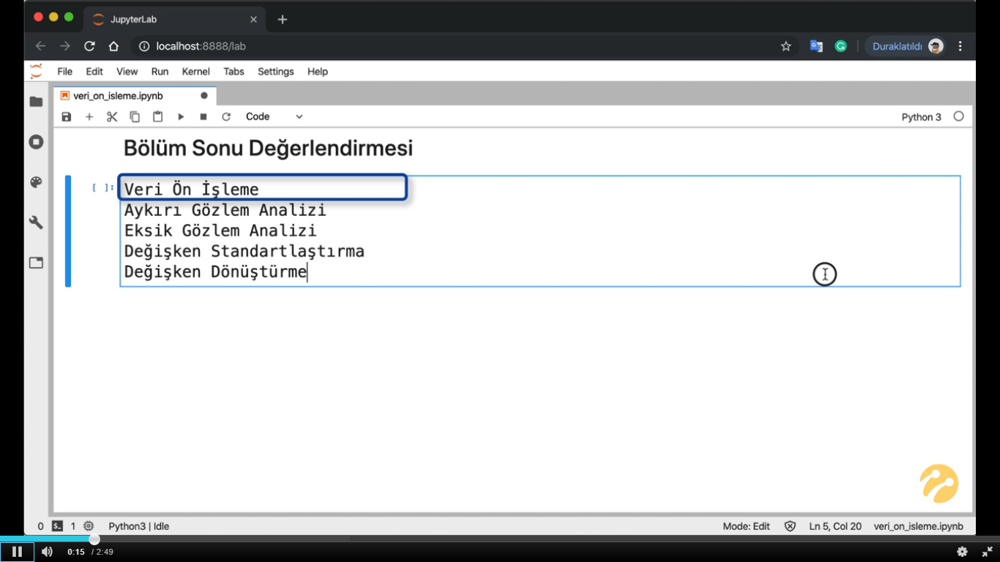 JupyterLab
localhost:8888/lab
Duraklatıldı
File Edit View Run Kernel Tabs Settings Help
veri_on_isleme.ipynb
Code
Python 3
Bölüm Sonu Değerlendirmesi
[ ]:
Veri Ön İşleme
Aykırı Gözlem Analizi
Eksik Gözlem Analizi
Değişken Standartlaştırma
Değişken Dönüştürme
0 $_ 1 Python3 | Idle
Mode: Edit Ln 5, Col 20 veri_on_isleme.ipynb
0:15 / 2:49